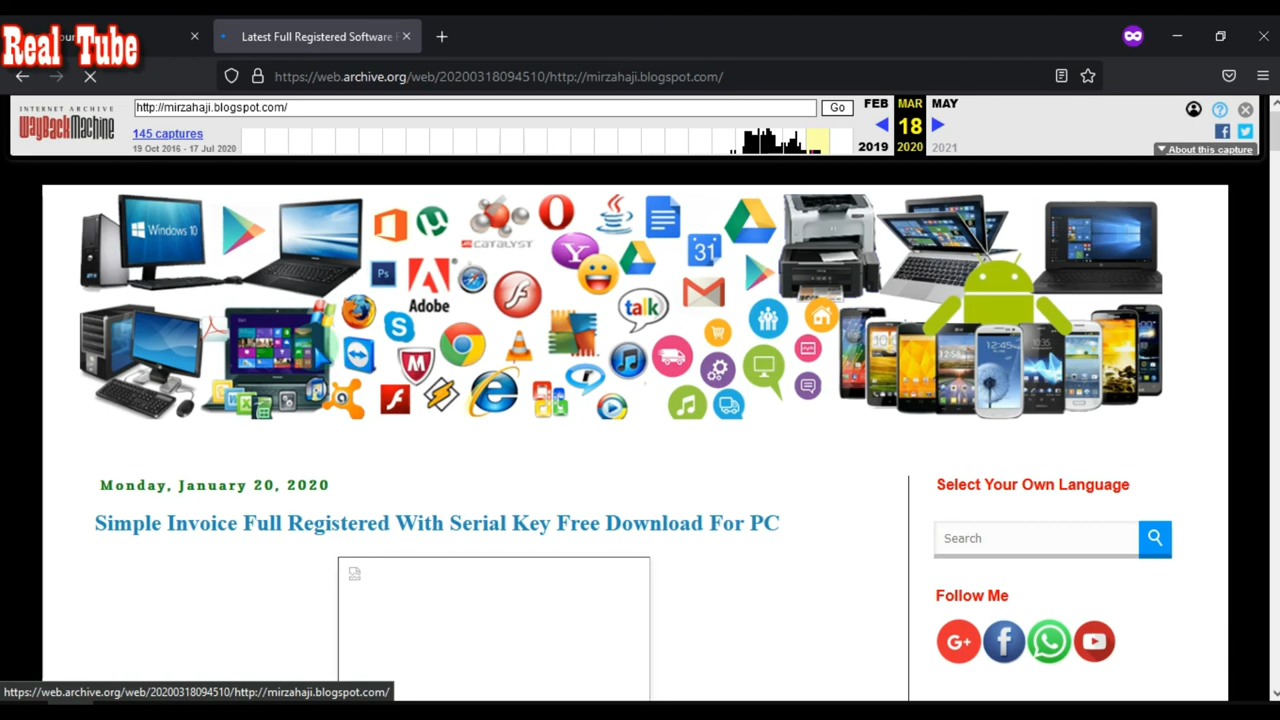 Real Tube
Latest Full Registered Software F
https://web.archive.org/web/20200318094510/http://mirzahaji.blogspot.com/
INTERNET ARCHIVE
WayBackMachine
http://mirzahaji.blogspot.com/
Go
FEB MAR MAY
18
2019 2020 2021
145 captures
19 Oct 2016 - 17 Jul 2020
About this capture
Windows 10
CATALYST
Ps
Adobe
31
talk
Monday, January 20, 2020
Simple Invoice Full Registered With Serial Key Free Download For PC
Select Your Own Language
Search
Follow Me
G+
https://web.archive.org/web/20200318094510/http://mirzahaji.blogspot.com/